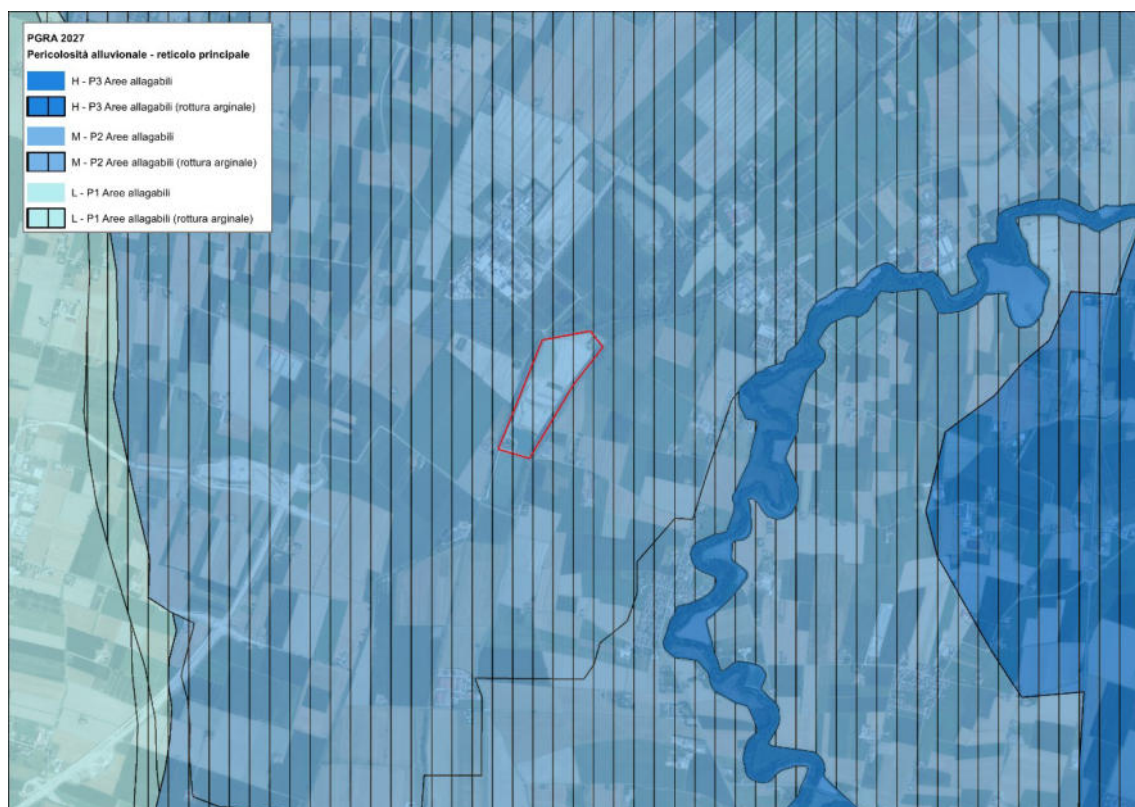 PGRA 2027
Pericolosità alluvionale - reticolo principale
H - P3 Aree allagabili
H - P3 Aree allagabili (rottura arginale)
M - P2 Aree allagabili
M - P2 Aree allagabili (rottura arginale)
L - P1 Aree allagabili
L - P1 Aree allagabili (rottura arginale)